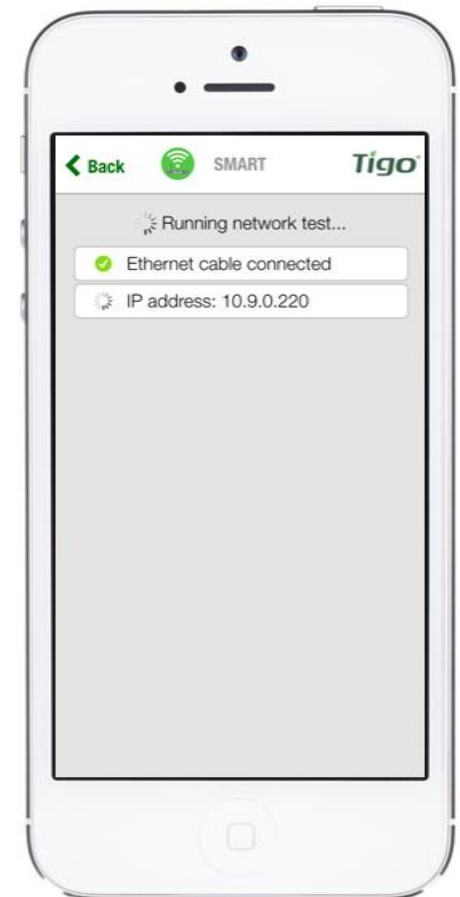 Back
SMART
Tigo
Running network test...
Ethernet cable connected
IP address: 10.9.0.220